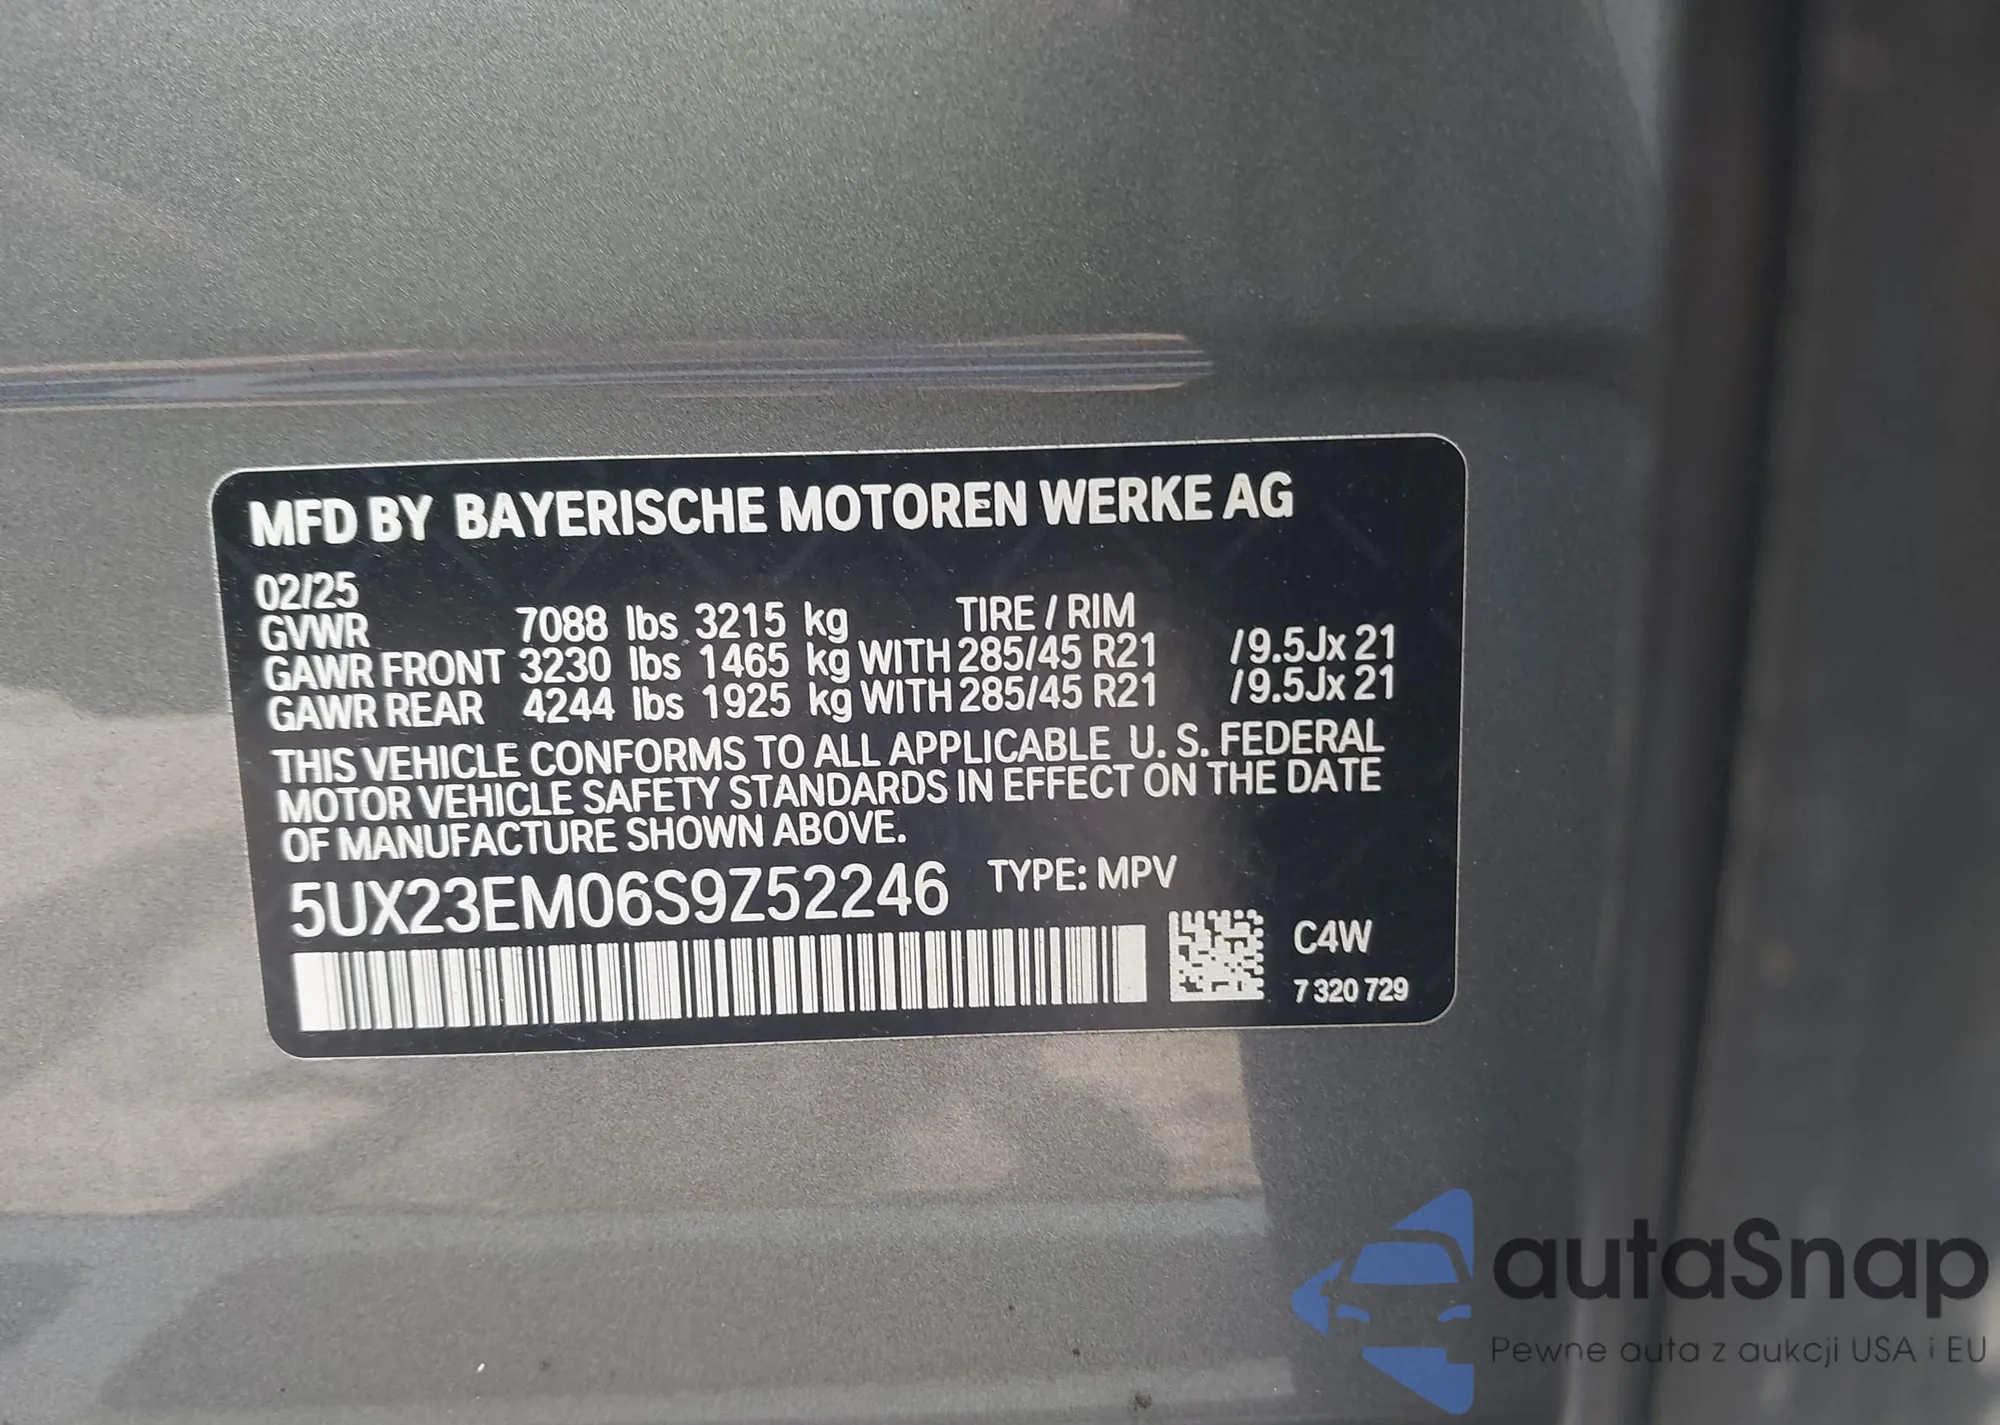 MFD BY BAYERISCHE MOTOREN WERKE AG
02/25
TIRE / RIM
GVWR 7088 lbs 3215 kg
GAWR FRONT 3230 lbs 1465 kg WITH 285/45 R21 /9.5Jx 21
GAWR REAR 4244 lbs 1925 kg WITH 285/45 R21 /9.5Jx 21
THIS VEHICLE CONFORMS TO ALL APPLICABLE U. S. FEDERAL
MOTOR VEHICLE SAFETY STANDARDS IN EFFECT ON THE DATE
OF MANUFACTURE SHOWN ABOVE.
5UX23EM06S9Z52246 TYPE: MPV
C4W
7 320 729
autaSnap
Pewne auta z aukcji USA i EU